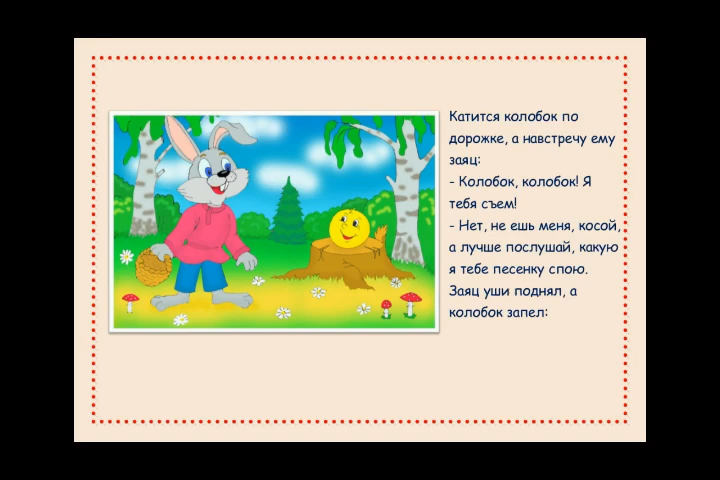 Катится колобок по
дорожке, а навстречу ему
заяц:
- Колобок, колобок! Я
тебя съем!
- Нет, не ешь меня, косой,
а лучше послушай, какую
я тебе песенку спою.
Заяц уши поднял, а
колобок запел: